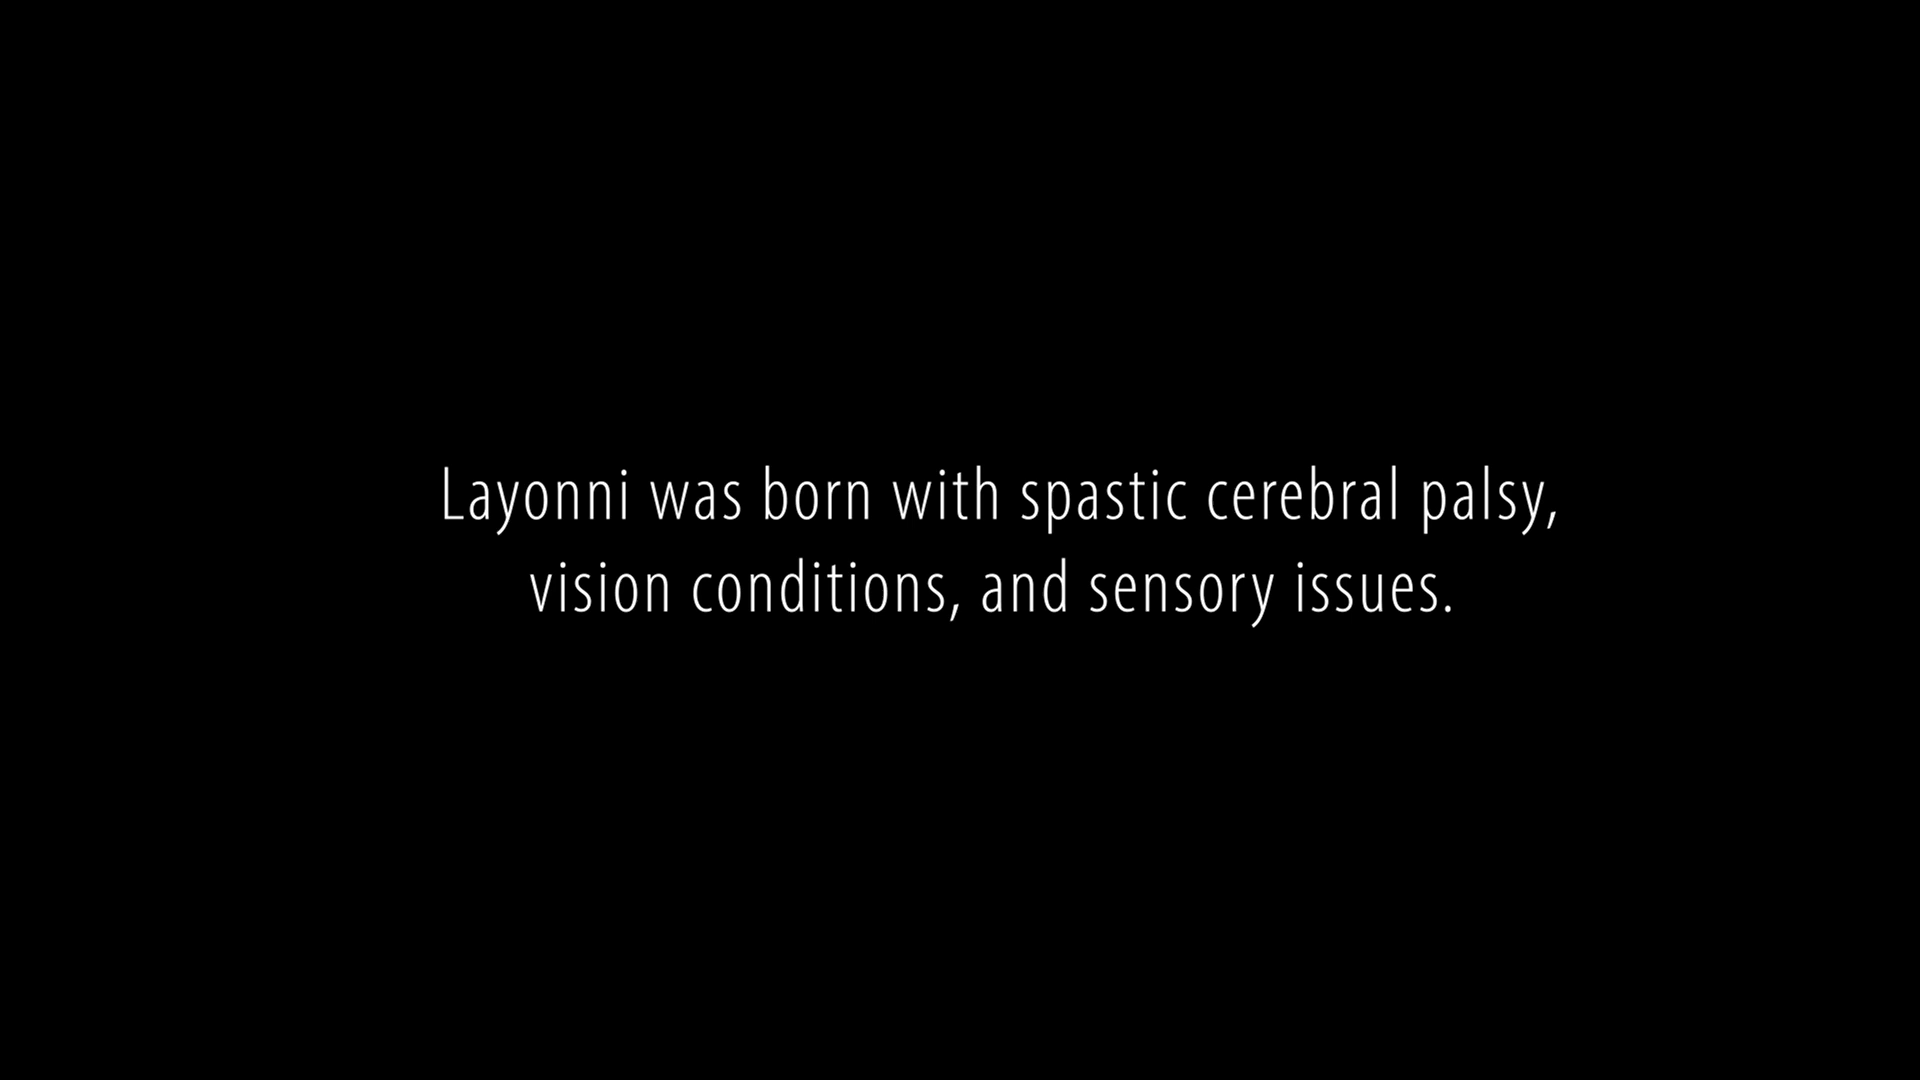 Layonni was born with spastic cerebral palsy,
vision conditions, and sensory issues.